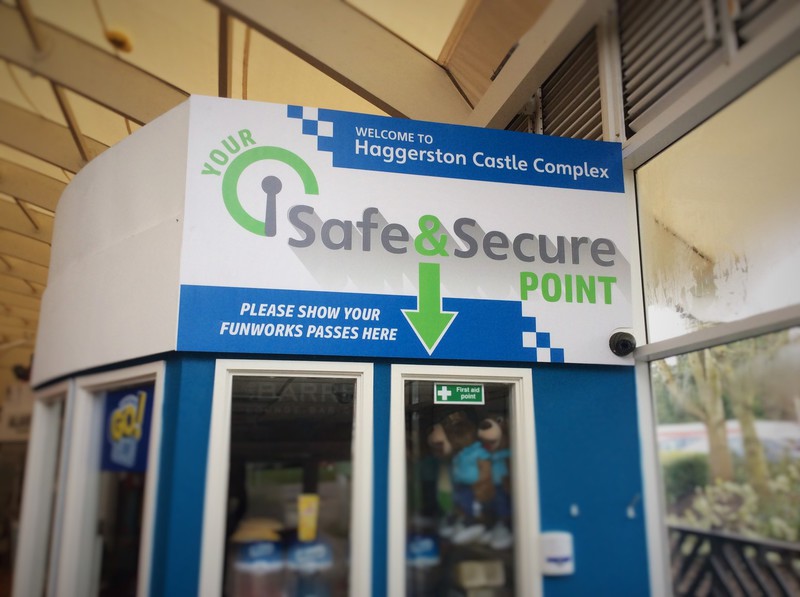 WELCOME TO
Haggerston Castle Complex
YOUR
Safe&Secure
POINT
PLEASE SHOW YOUR
FUNWORKS PASSES HERE
First aid
point
GO!